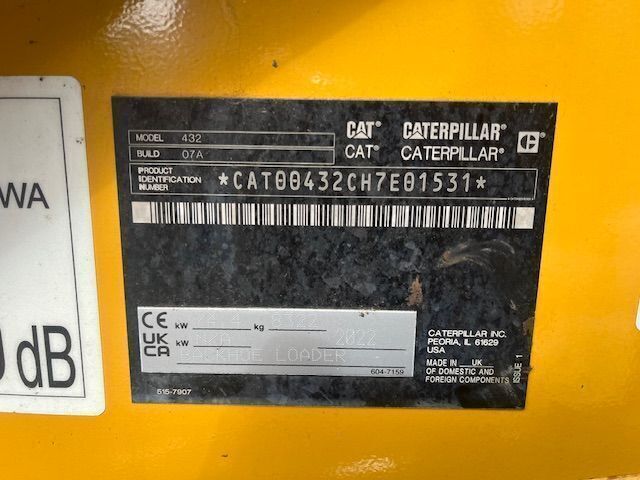 WA
dB
MODEL 432
BUILD 07A
CAT® CATERPILLAR® C
CAT® CATERPILLAR®
PRODUCT
IDENTIFICATION
NUMBER
*CAT00432CH7E01531*
CE kW kg
UK
CA kW 2022
BACKHOE LOADER
604-7159
515-7907
CATERPILLAR INC.
PEORIA, IL 61629
USA
MADE IN UK
OF DOMESTIC AND
FOREIGN COMPONENTS
ISSUE 1